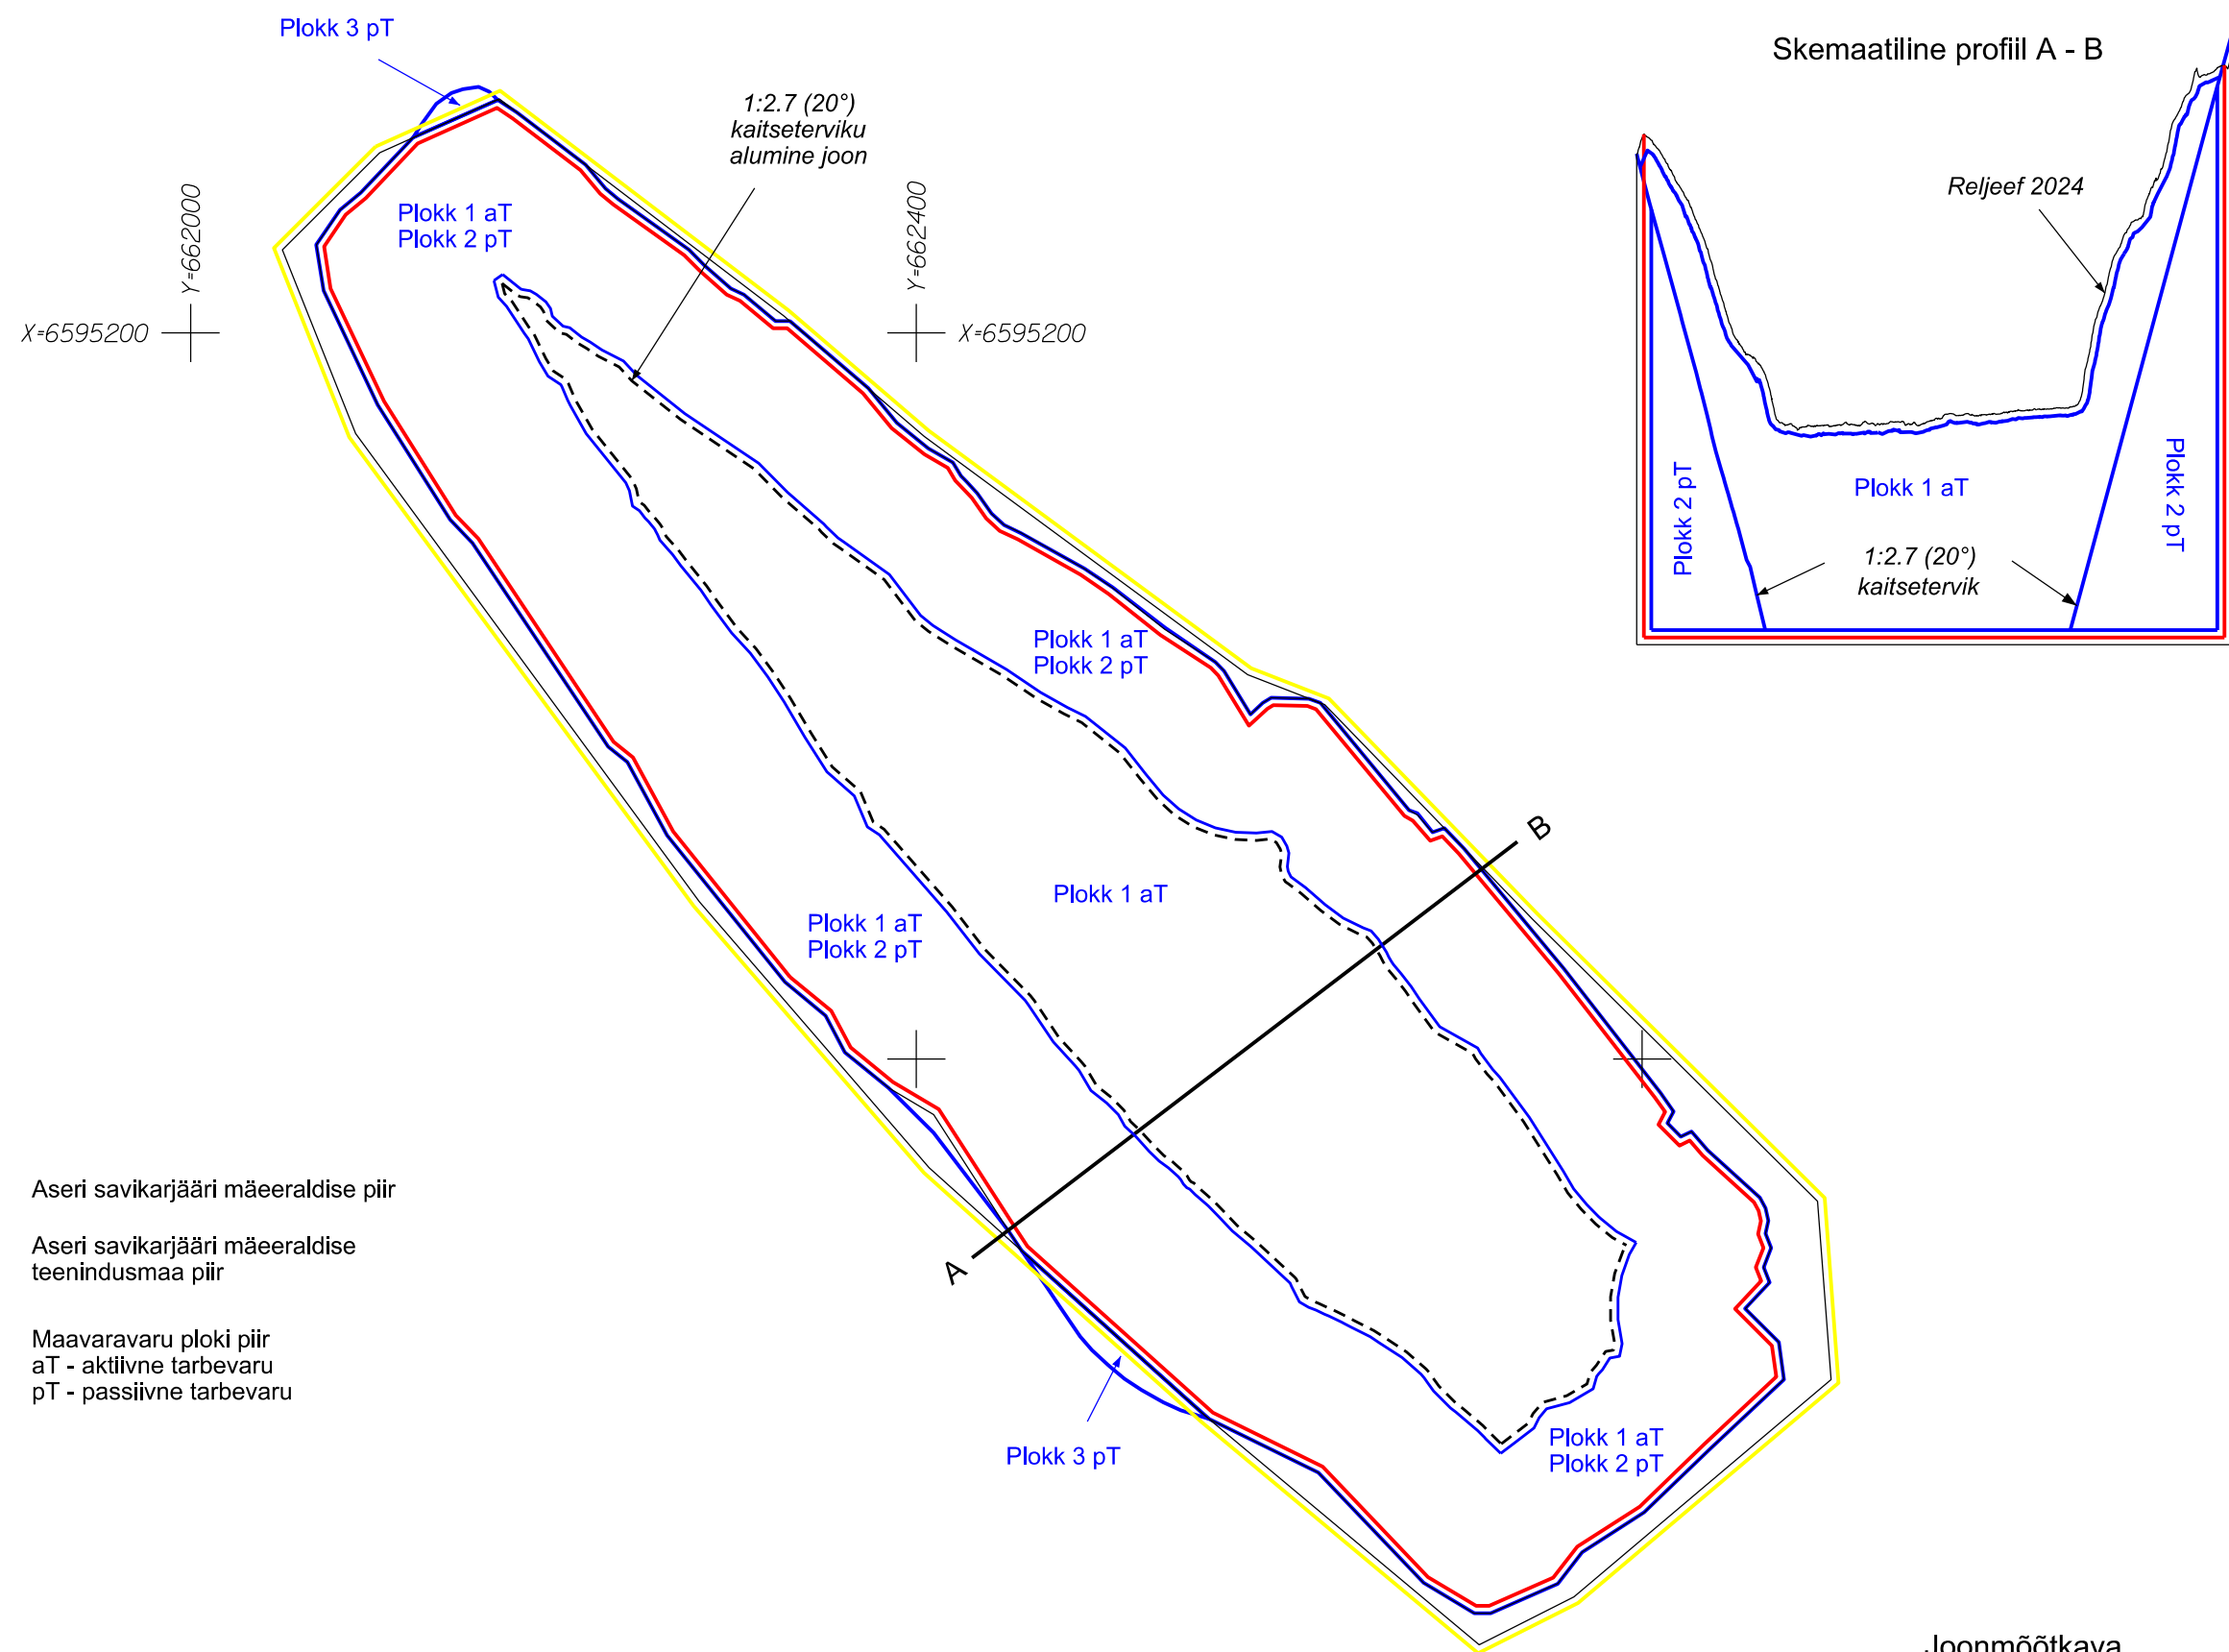 Plokk 3 pT
Skemaatiline profiil A - B
1:2.7 (20°)
kaitseterviku
alumine joon
Y=662000
Y=662400
Plokk 1 aT
Plokk 2 pT
Reljeef 2024
X=6595200
X=6595200
Plokk 2 pT
Plokk 1 aT
Plokk 2 pT
1:2.7 (20°)
kaitsetervik
Plokk 1 aT
Plokk 2 pT
B
Plokk 1 aT
Plokk 1 aT
Plokk 2 pT
A
Aseri savikarjääri mäeeraldise piir
Aseri savikarjääri mäeeraldise
teenindusmaa piir
Maavaravaru ploki piir
aT - aktiivne tarbevaru
pT - passiivne tarbevaru
Plokk 3 pT
Plokk 1 aT
Plokk 2 pT
Joonmõõtkava